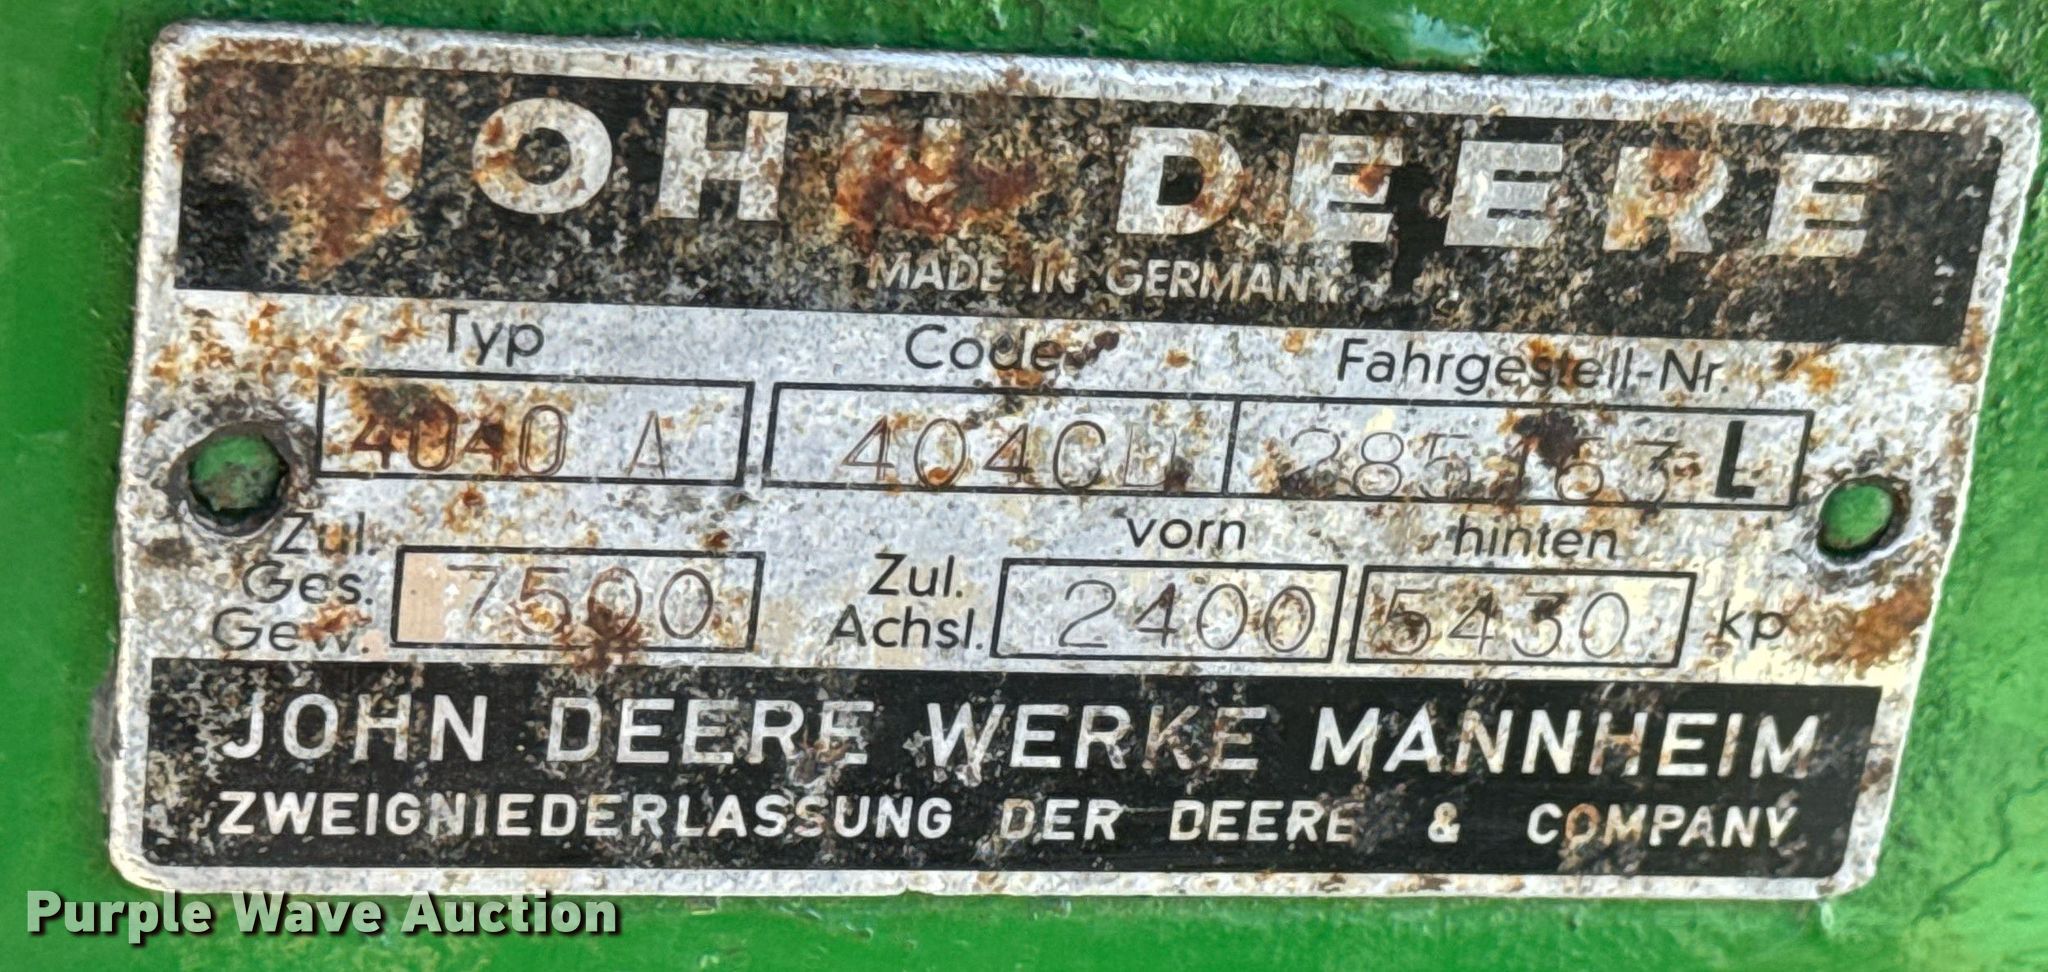 JOHN DEERE
MADE IN GERMANY
Typ Code Fahrgestell-Nr.
4040 A 285163 L
vorn hinten
Zul. Ges. Gew. 7500 Zul. Achsl. 2400 5430 kp
JOHN DEERE WERKE MANNHEIM
ZWEIGNIEDERLASSUNG DER DEERE & COMPANY
Purple Wave Auction